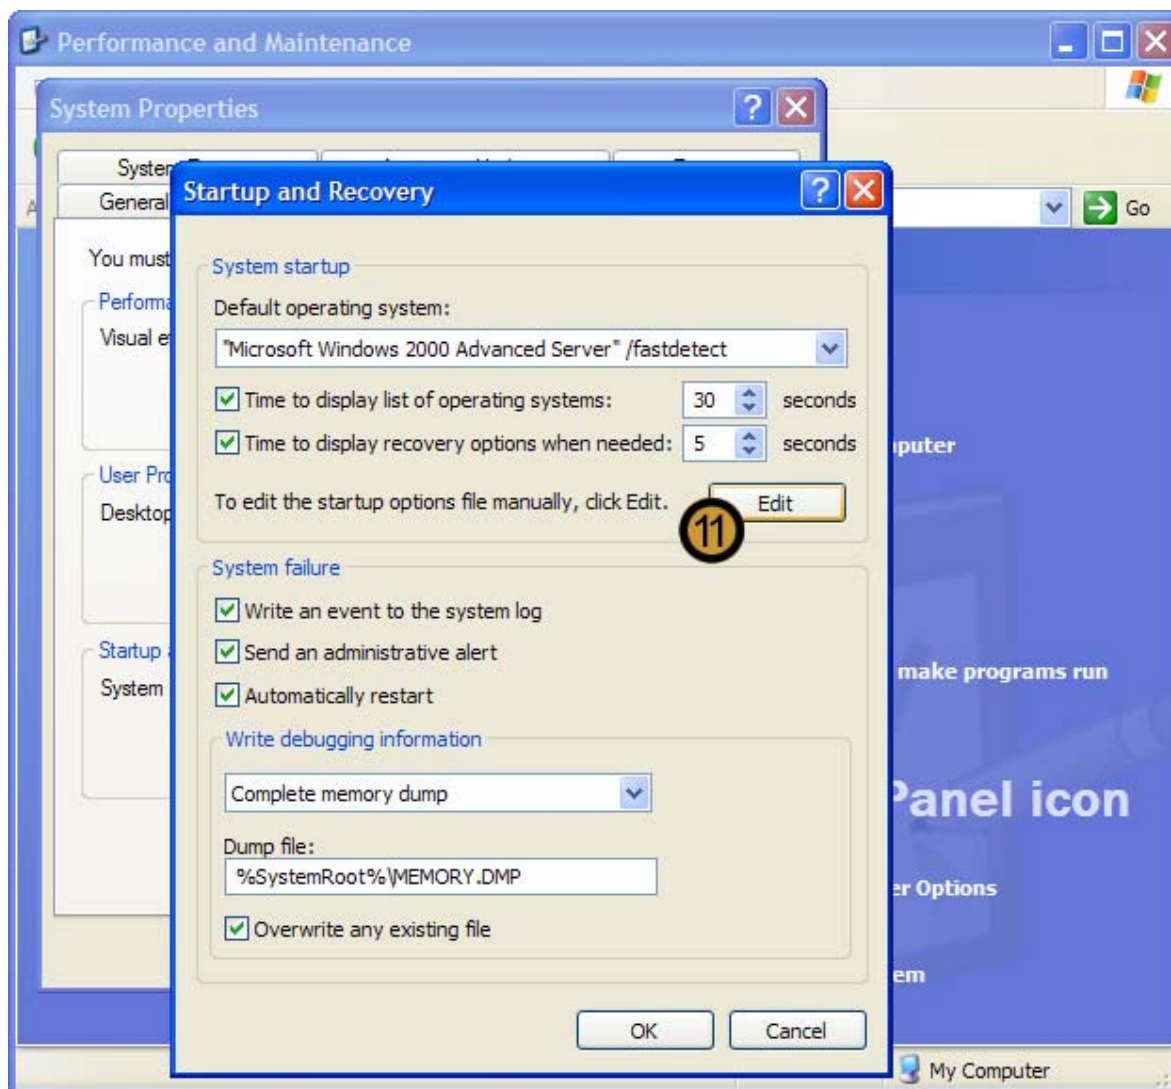 Performance and Maintenance
System Properties
System
General
Startup and Recovery
Go
You must
System startup
Default operating system:
"Microsoft Windows 2000 Advanced Server" /fastdetect
Visual
Time to display list of operating systems: 30 seconds
Time to display recovery options when needed: 5 seconds
puter
To edit the startup options file manually, click Edit. Edit
11
User
Desktop
System failure
Write an event to the system log
Send an administrative alert
Startup
make programs run
System
Automatically restart
Write debugging information
Complete memory dump
Panel icon
Dump file:
%SystemRoot%\MEMORY.DMP
er Options
Overwrite any existing file
em
OK Cancel
My Computer